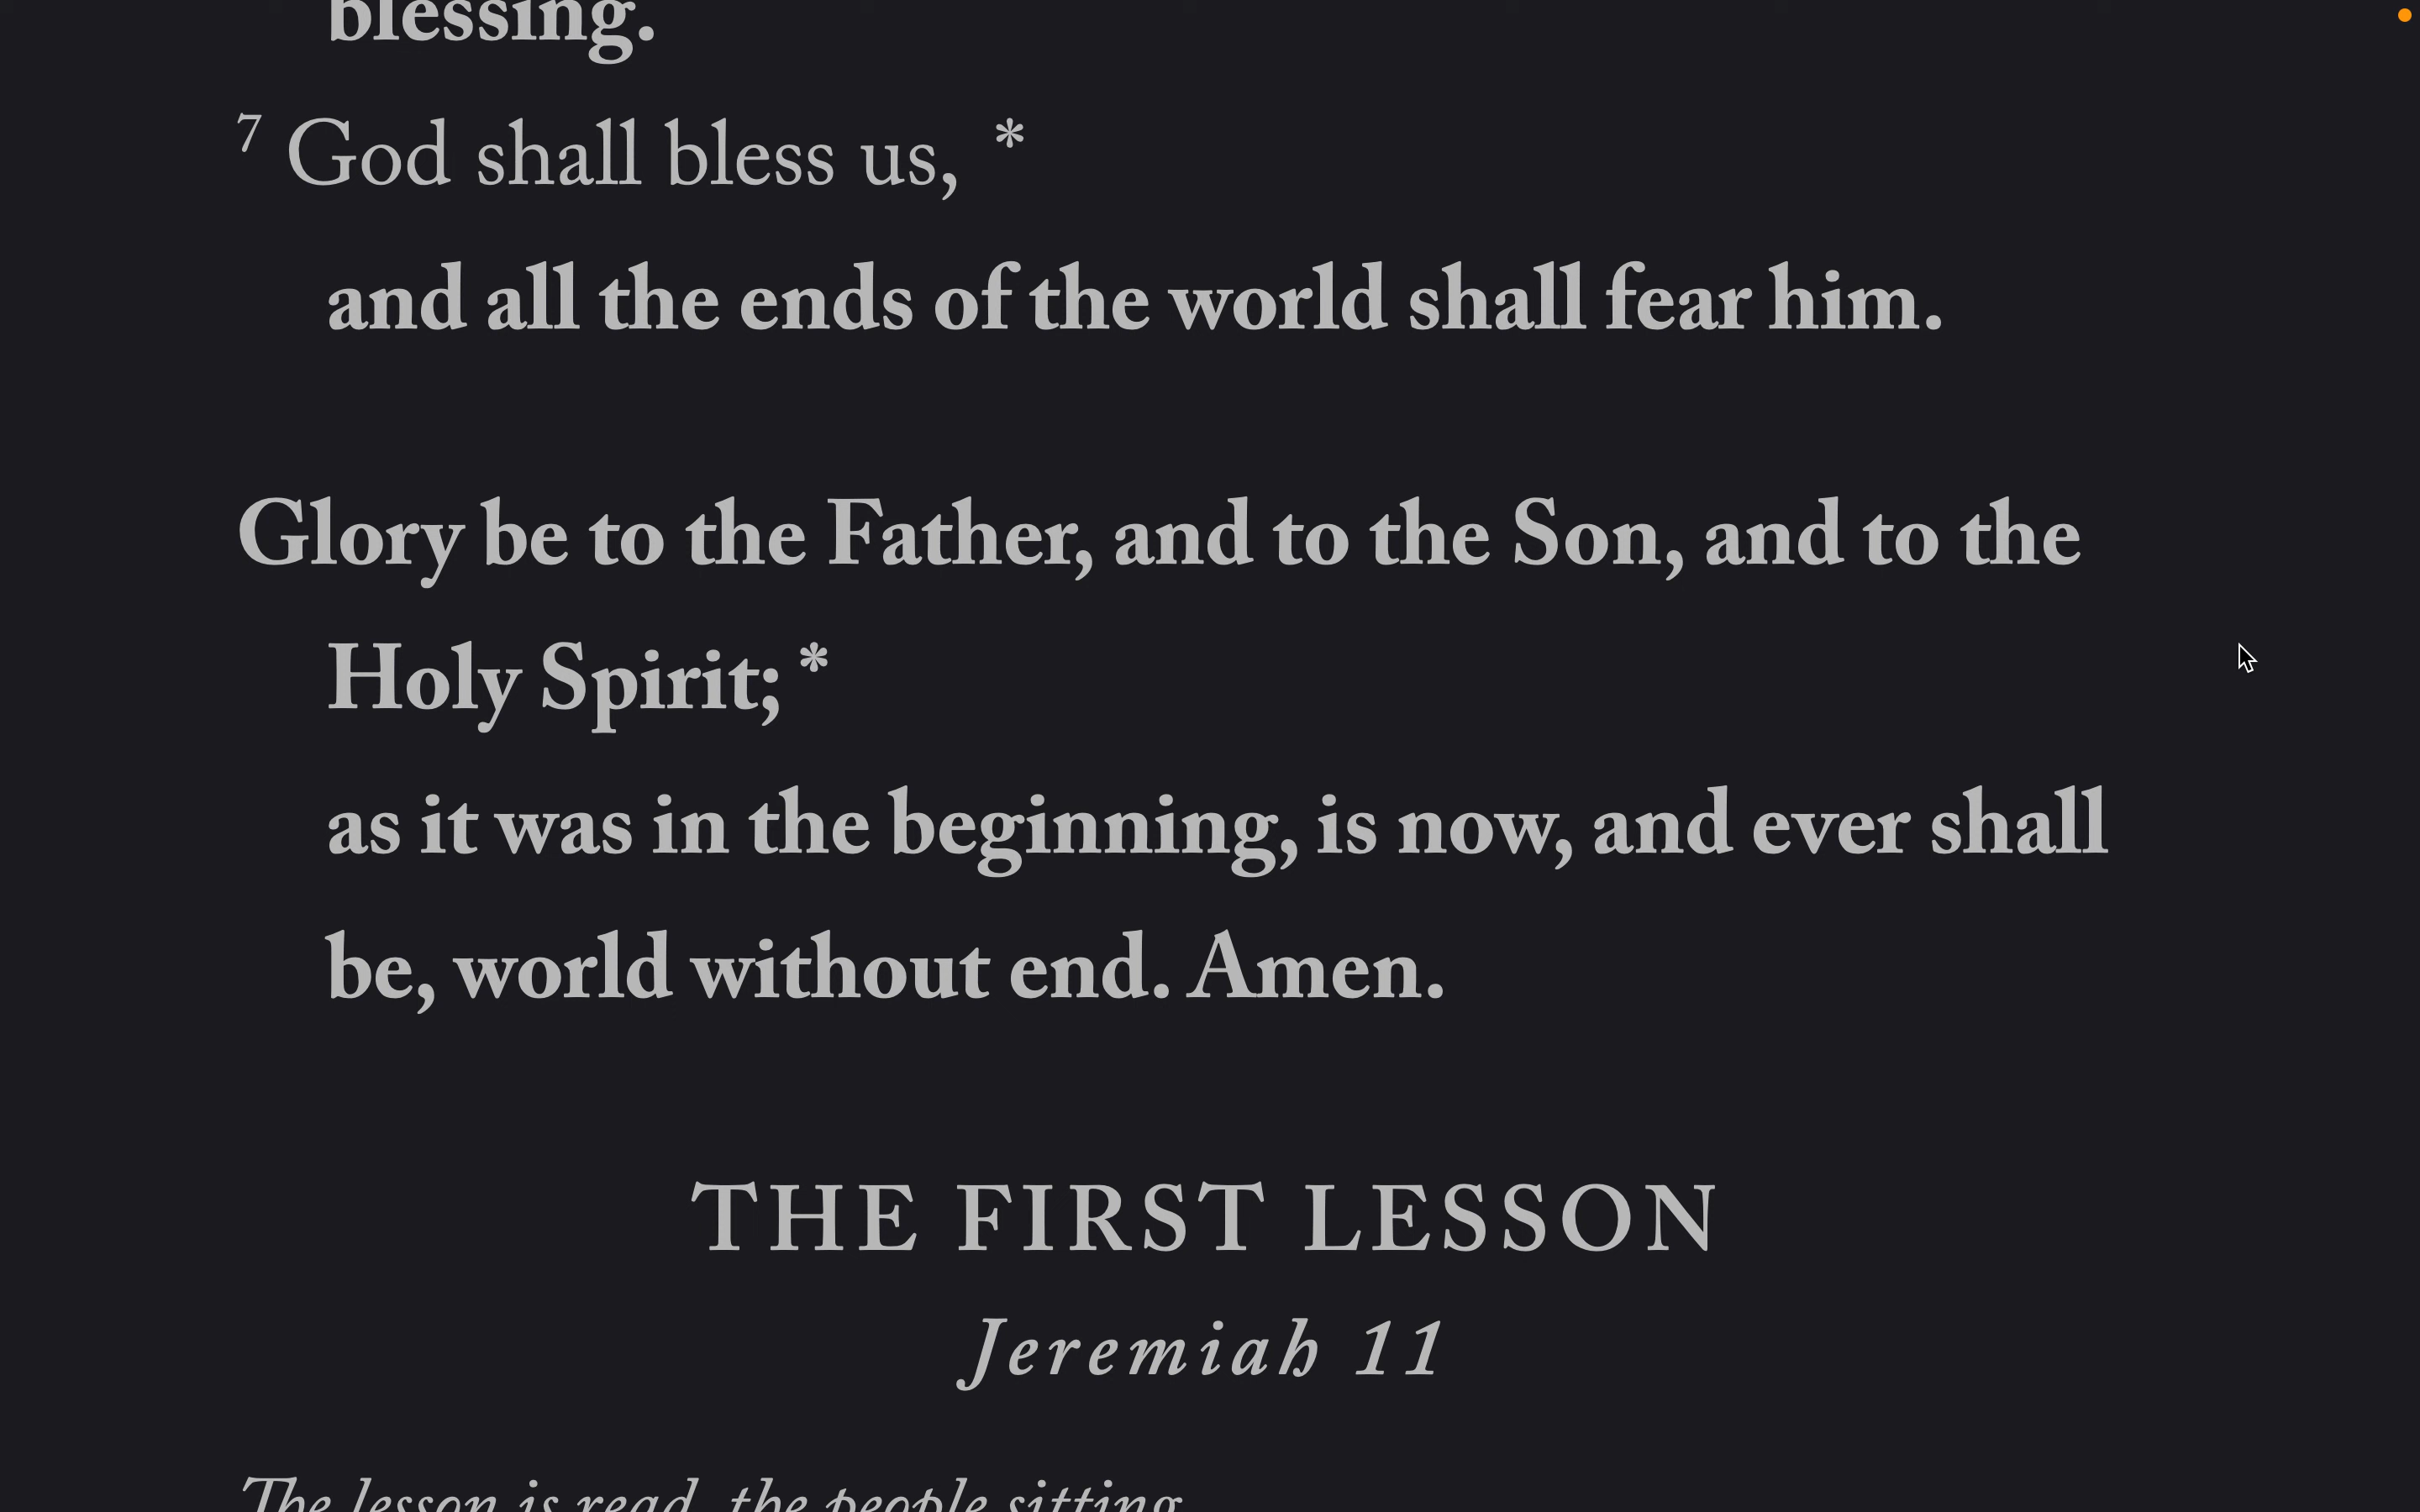 blessing.
7 God shall bless us, *
and all the ends of the world shall fear him.
Glory be to the Father, and to the Son, and to the
Holy Spirit; *
as it was in the beginning, is now, and ever shall
be, world without end. Amen.
THE FIRST LESSON
Jeremiah 11
The lesson is read, the people sitting.